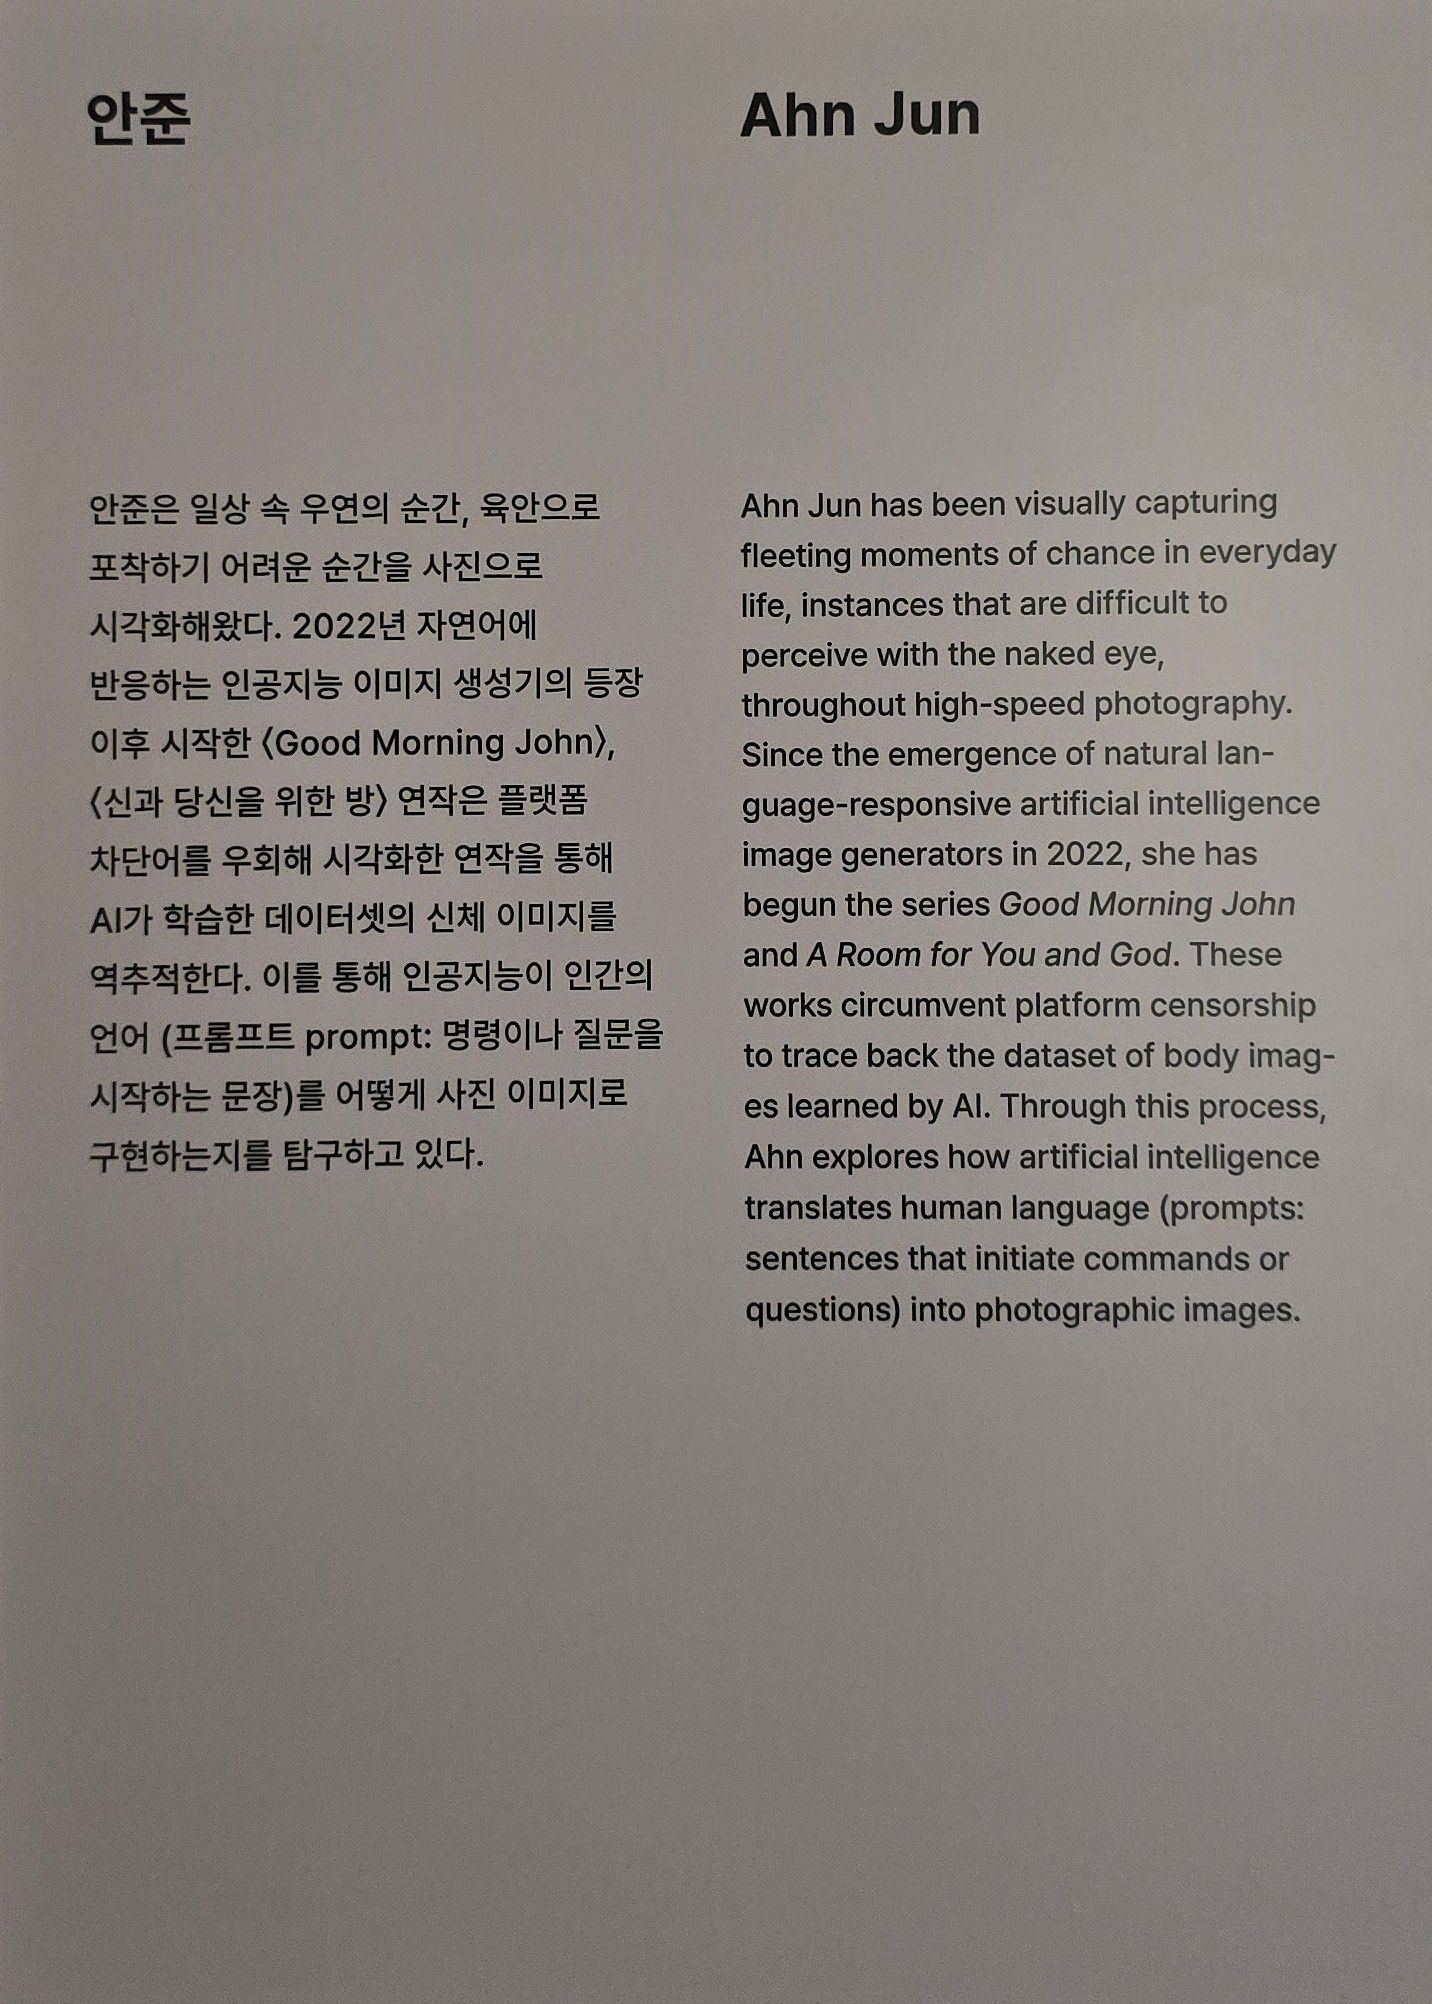 안준
안준은 일상 속 우연의 순간, 육안으로
포착하기 어려운 순간을 사진으로
시각화해왔다. 2022년 자연어에
반응하는 인공지능 이미지 생성기의 등장
이후 시작한 〈Good Morning John〉,
〈신과 당신을 위한 방〉 연작은 플랫폼
차단어를 우회해 시각화한 연작을 통해
AI가 학습한 데이터셋의 신체 이미지를
역추적한다. 이를 통해 인공지능이 인간의
언어 (프롬프트 prompt: 명령이나 질문을
시작하는 문장)를 어떻게 사진 이미지로
구현하는지를 탐구하고 있다.
Ahn Jun
Ahn Jun has been visually capturing
fleeting moments of chance in everyday
life, instances that are difficult to
perceive with the naked eye,
throughout high-speed photography.
Since the emergence of natural lan-
guage-responsive artificial intelligence
image generators in 2022, she has
begun the series Good Morning John
and A Room for You and God. These
works circumvent platform censorship
to trace back the dataset of body imag-
es learned by AI. Through this process,
Ahn explores how artificial intelligence
translates human language (prompts:
sentences that initiate commands or
questions) into photographic images.